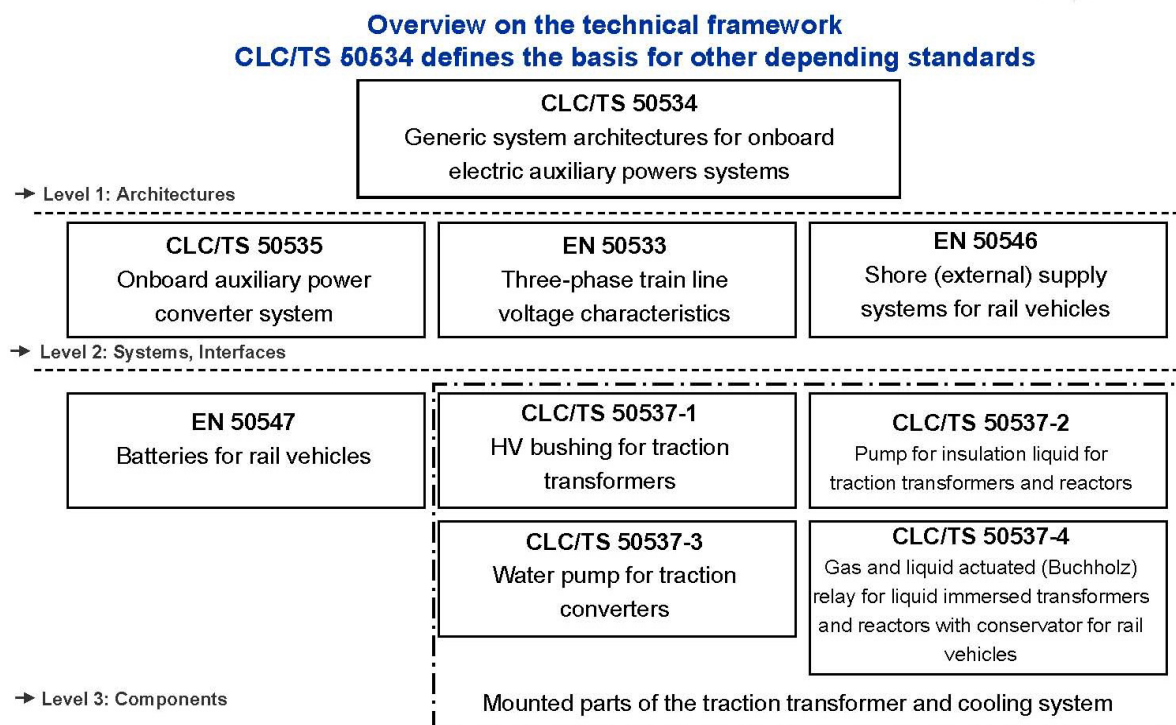 Overview on the technical framework
CLC/TS 50534 defines the basis for other depending standards
CLC/TS 50534
Generic system architectures for onboard
electric auxiliary powers systems
→ Level 1: Architectures
CLC/TS 50535
Onboard auxiliary power
converter system
EN 50533
Three-phase train line
voltage characteristics
EN 50546
Shore (external) supply
systems for rail vehicles
→ Level 2: Systems, Interfaces
EN 50547
Batteries for rail vehicles
CLC/TS 50537-1
HV bushing for traction
transformers
CLC/TS 50537-2
Pump for insulation liquid for
traction transformers and reactors
CLC/TS 50537-3
Water pump for traction
converters
CLC/TS 50537-4
Gas and liquid actuated (Buchholz)
relay for liquid immersed transformers
and reactors with conservator for rail
vehicles
→ Level 3: Components
Mounted parts of the traction transformer and cooling system